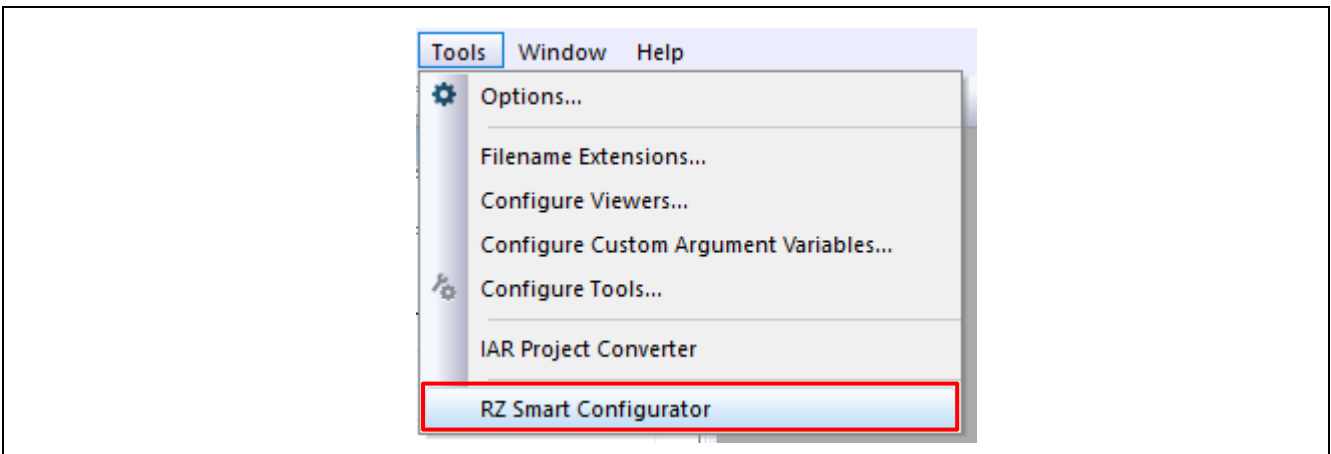 Tools Window Help
Options...
Filename Extensions...
Configure Viewers...
Configure Custom Argument Variables...
Configure Tools...
IAR Project Converter
RZ Smart Configurator